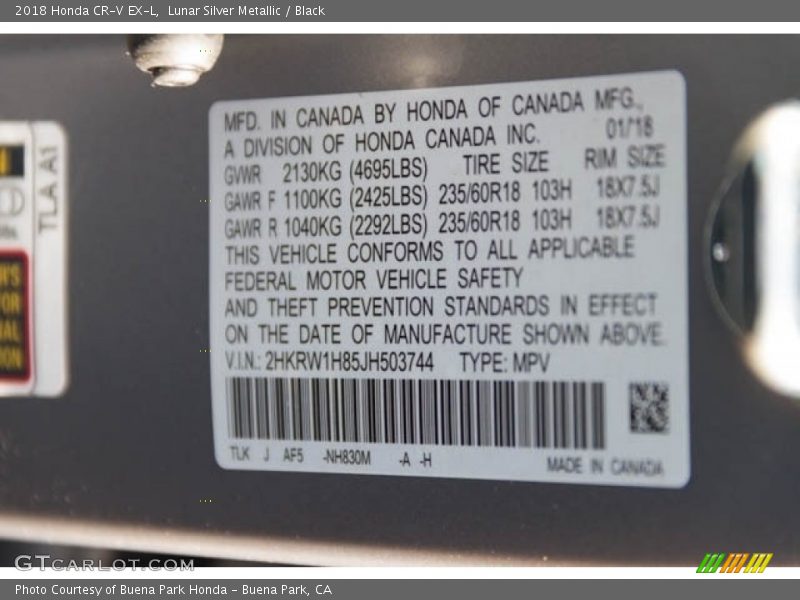 2018 Honda CR-V EX-L, Lunar Silver Metallic / Black
MFD. IN CANADA BY HONDA OF CANADA MFG.,
A DIVISION OF HONDA CANADA INC. 01/18
GVWR 2130KG (4695LBS) TIRE SIZE RIM SIZE
GAWR F 1100KG (2425LBS) 235/60R18 103H 18X7.5J
GAWR R 1040KG (2292LBS) 235/60R18 103H 18X7.5J
THIS VEHICLE CONFORMS TO ALL APPLICABLE
FEDERAL MOTOR VEHICLE SAFETY
AND THEFT PREVENTION STANDARDS IN EFFECT
ON THE DATE OF MANUFACTURE SHOWN ABOVE.
V.I.N.: 2HKRW1H85JH503744 TYPE: MPV
TLK J AF5 -NH830M -A -H
MADE IN CANADA
TLA A1
GTCARLOT.COM
Photo Courtesy of Buena Park Honda - Buena Park, CA